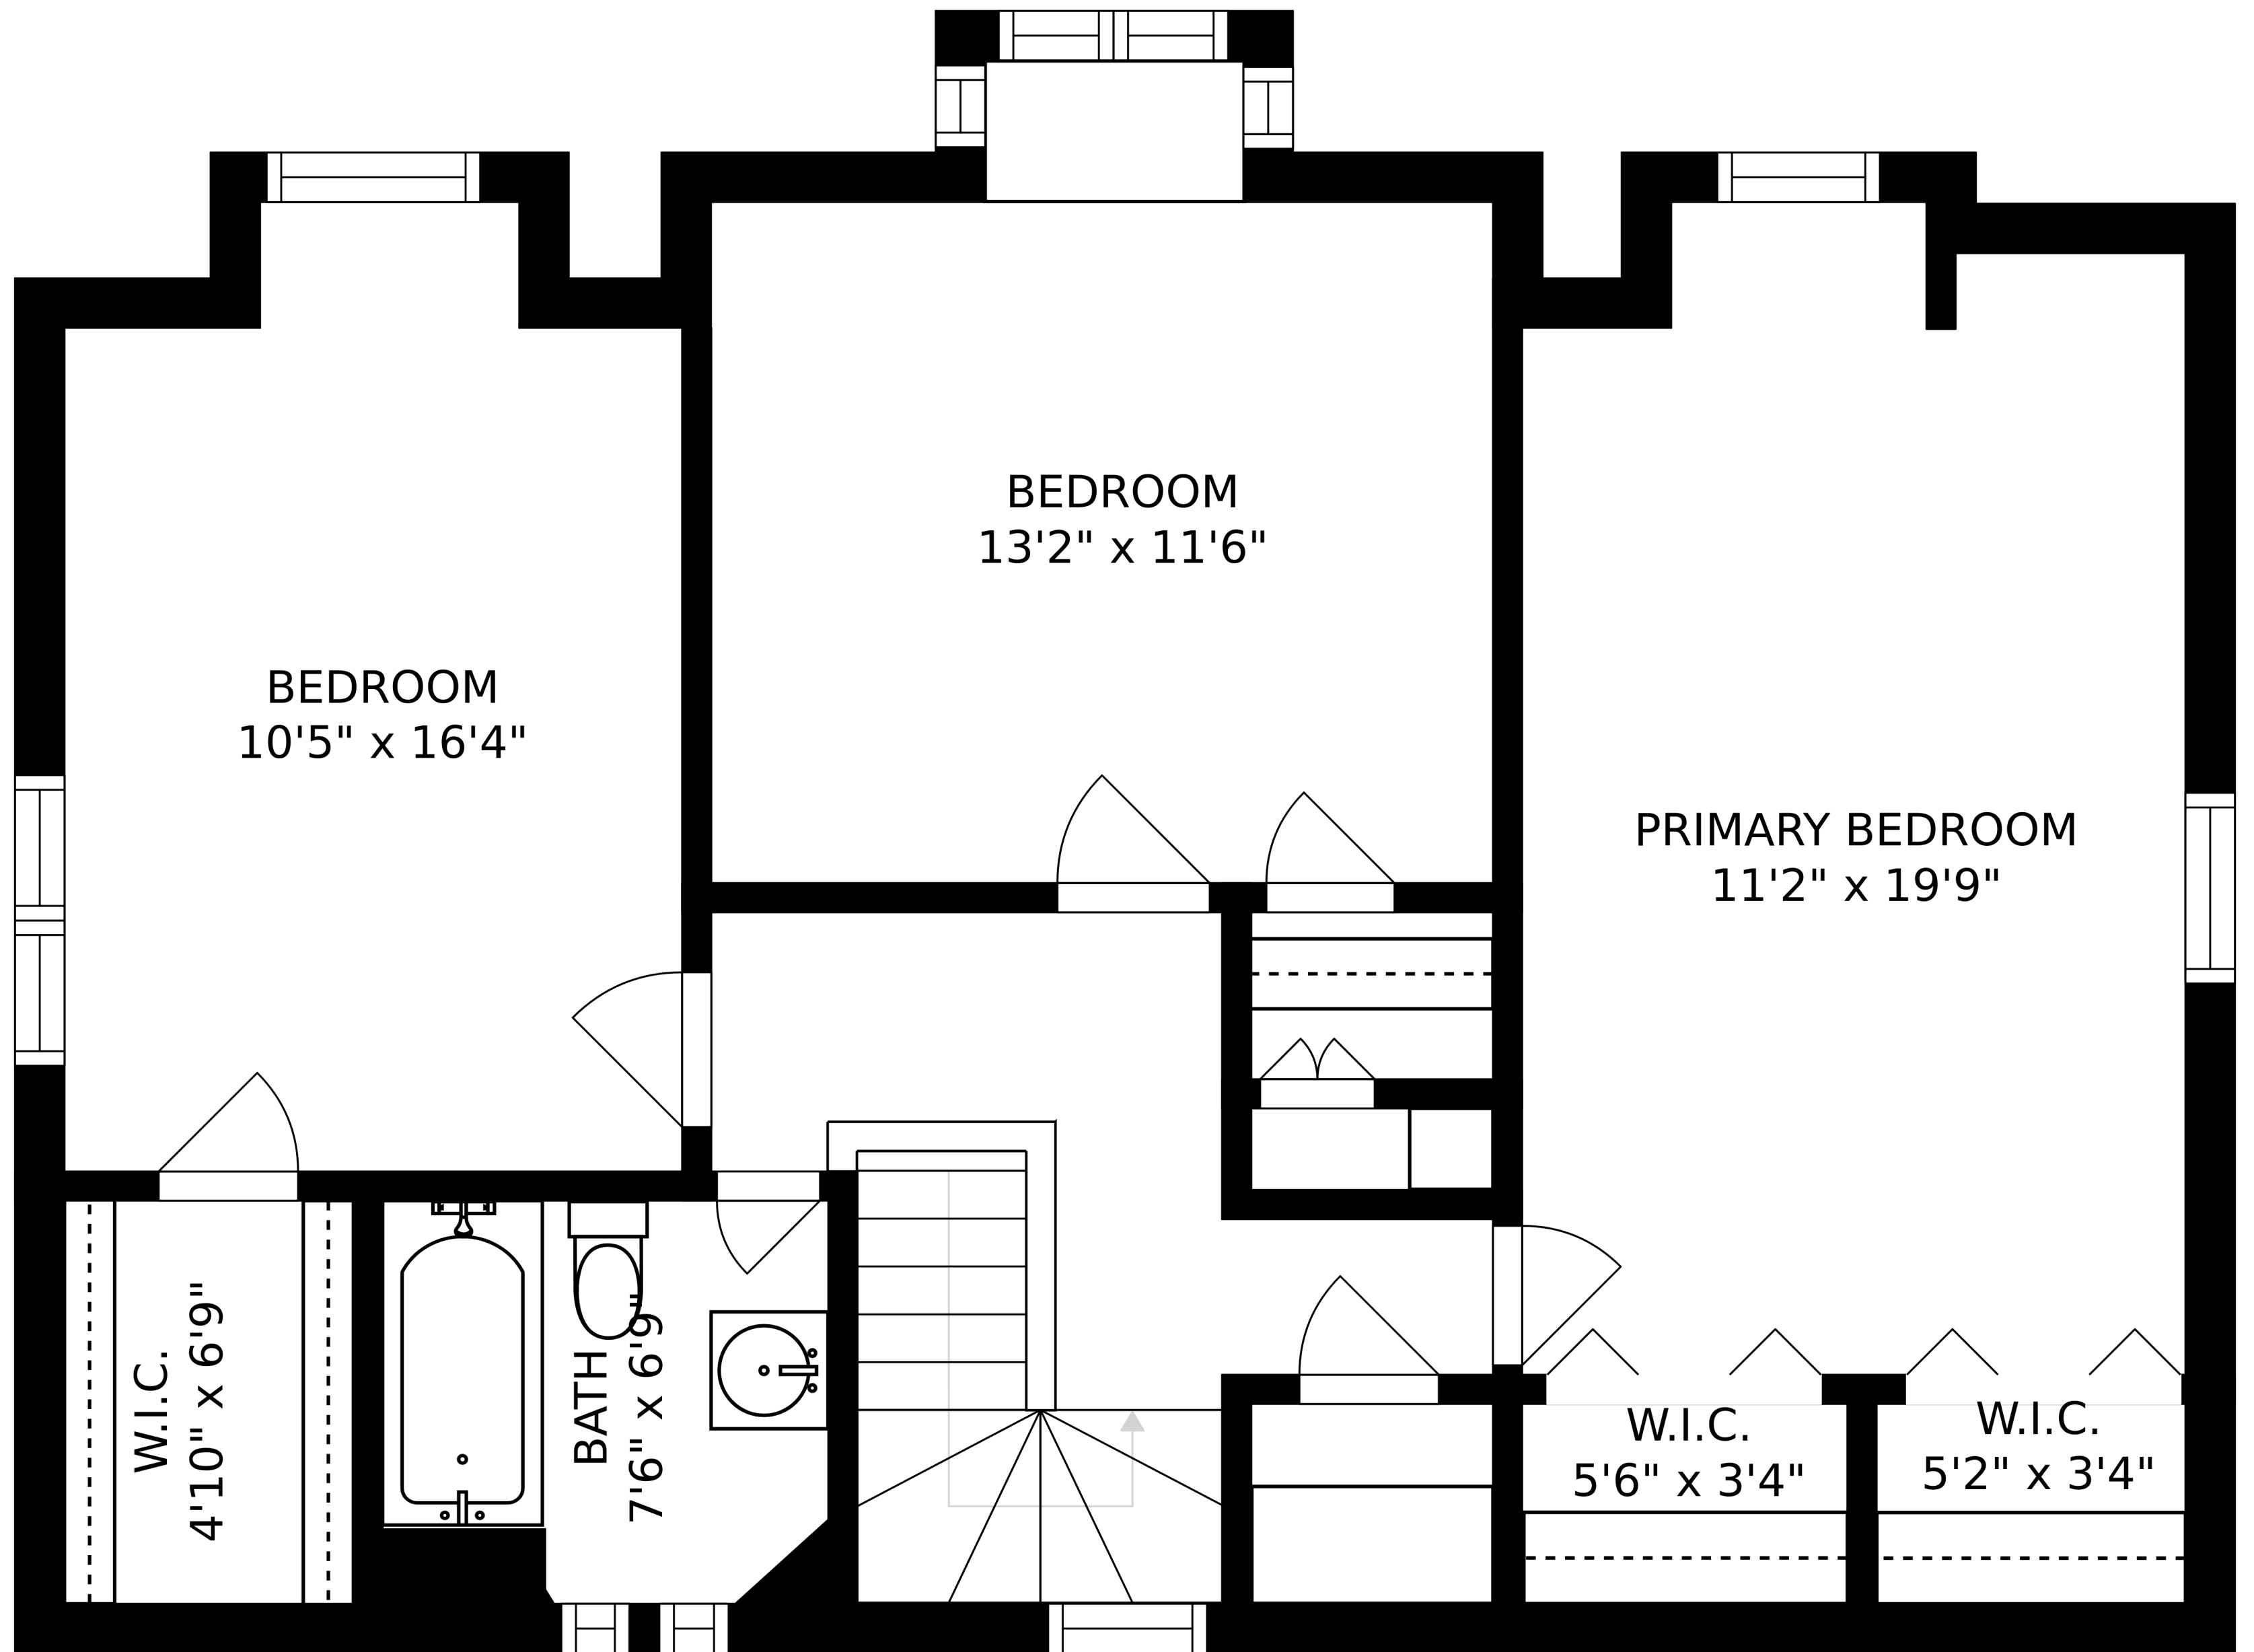 BEDROOM
13'2" x 11'6"
BEDROOM
10'5" x 16'4"
PRIMARY BEDROOM
11'2" x 19'9"
W.I.C.
4'10" x 6'9"
BATH
7'6" x 6'9"
W.I.C.
5'6" x 3'4"
W.I.C.
5'2" x 3'4"